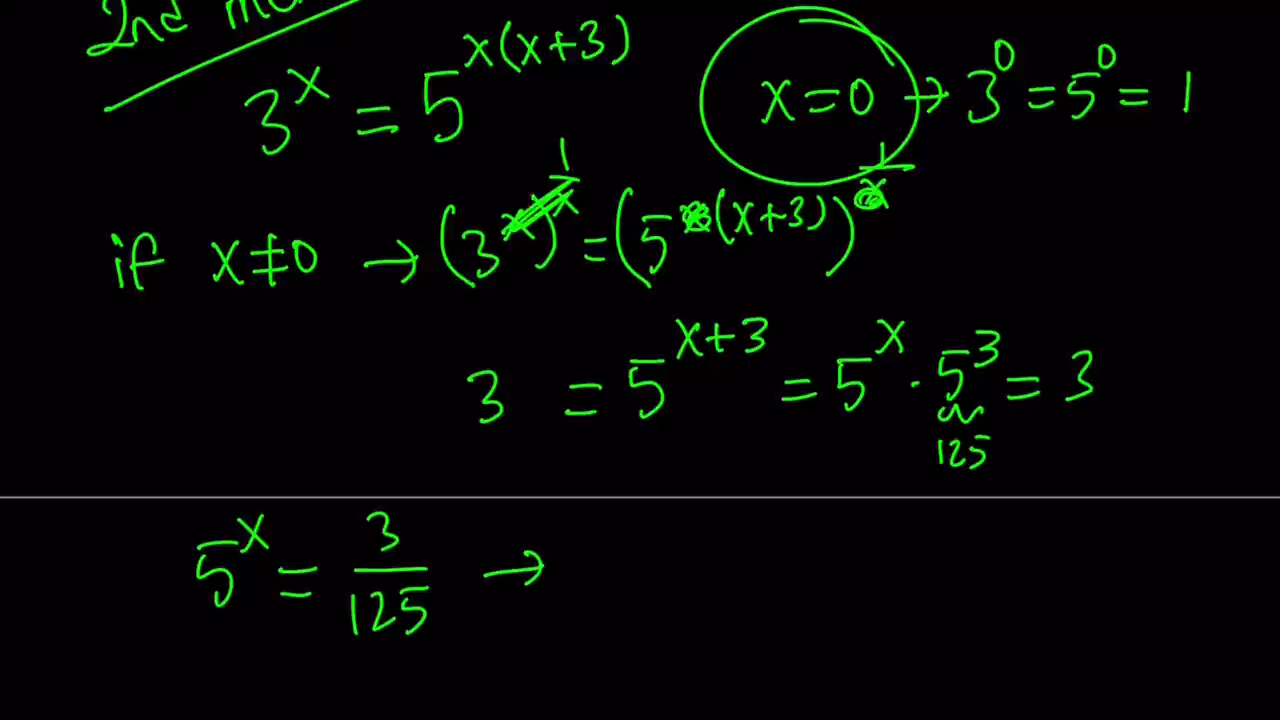 2nd
3^x = 5^{x(x+3)} x=0 → 3^0 = 5^0 = 1
if x≠0 → (3^x)^{1/x} = (5^{x(x+3)})^{1/x}
3 = 5^{x+3} = 5^x · 5^3 = 3
125
5^x = 3/125 →